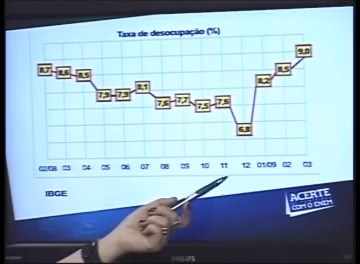 Taxa de desocupação (%)
8,7 8,6 8,5 7,9 7,9 8,1 7,6 7,7 7,5 7,6 6,8 8,2 8,5 9,0
02/08 03 04 05 06 07 08 09 10 11 12 01/09 02 03
IBGE
ACERTE
COM O ENEM
PHILIPS